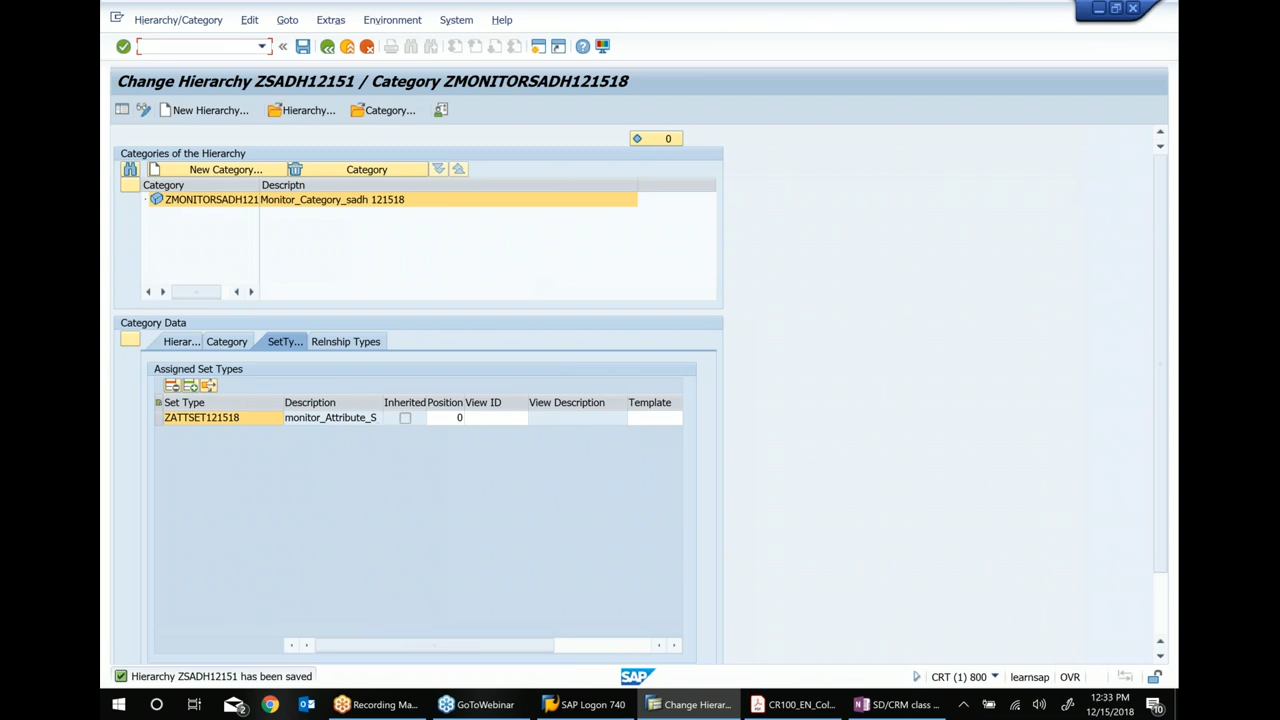 Hierarchy/Category Edit Goto Extras Environment System Help
Change Hierarchy ZSADH12151 / Category ZMONITORSADH121518
New Hierarchy... Hierarchy... Category...
0
Categories of the Hierarchy
New Category... Category
Category Descriptn
ZMONITORSADH121 Monitor_Category_sadh 121518
Category Data
Hierar... Category SetTy... Relnship Types
Assigned Set Types
Set Type Description Inherited Position View ID View Description Template
ZATTSET121518 monitor_Attribute_S 0
Hierarchy ZSADH12151 has been saved
SAP
CRT (1) 800 learnsap OVR
Recording Ma... GoToWebinar SAP Logon 740 Change Hierar... CR100_EN_Col... SD/CRM class ...
12:33 PM
12/15/2018